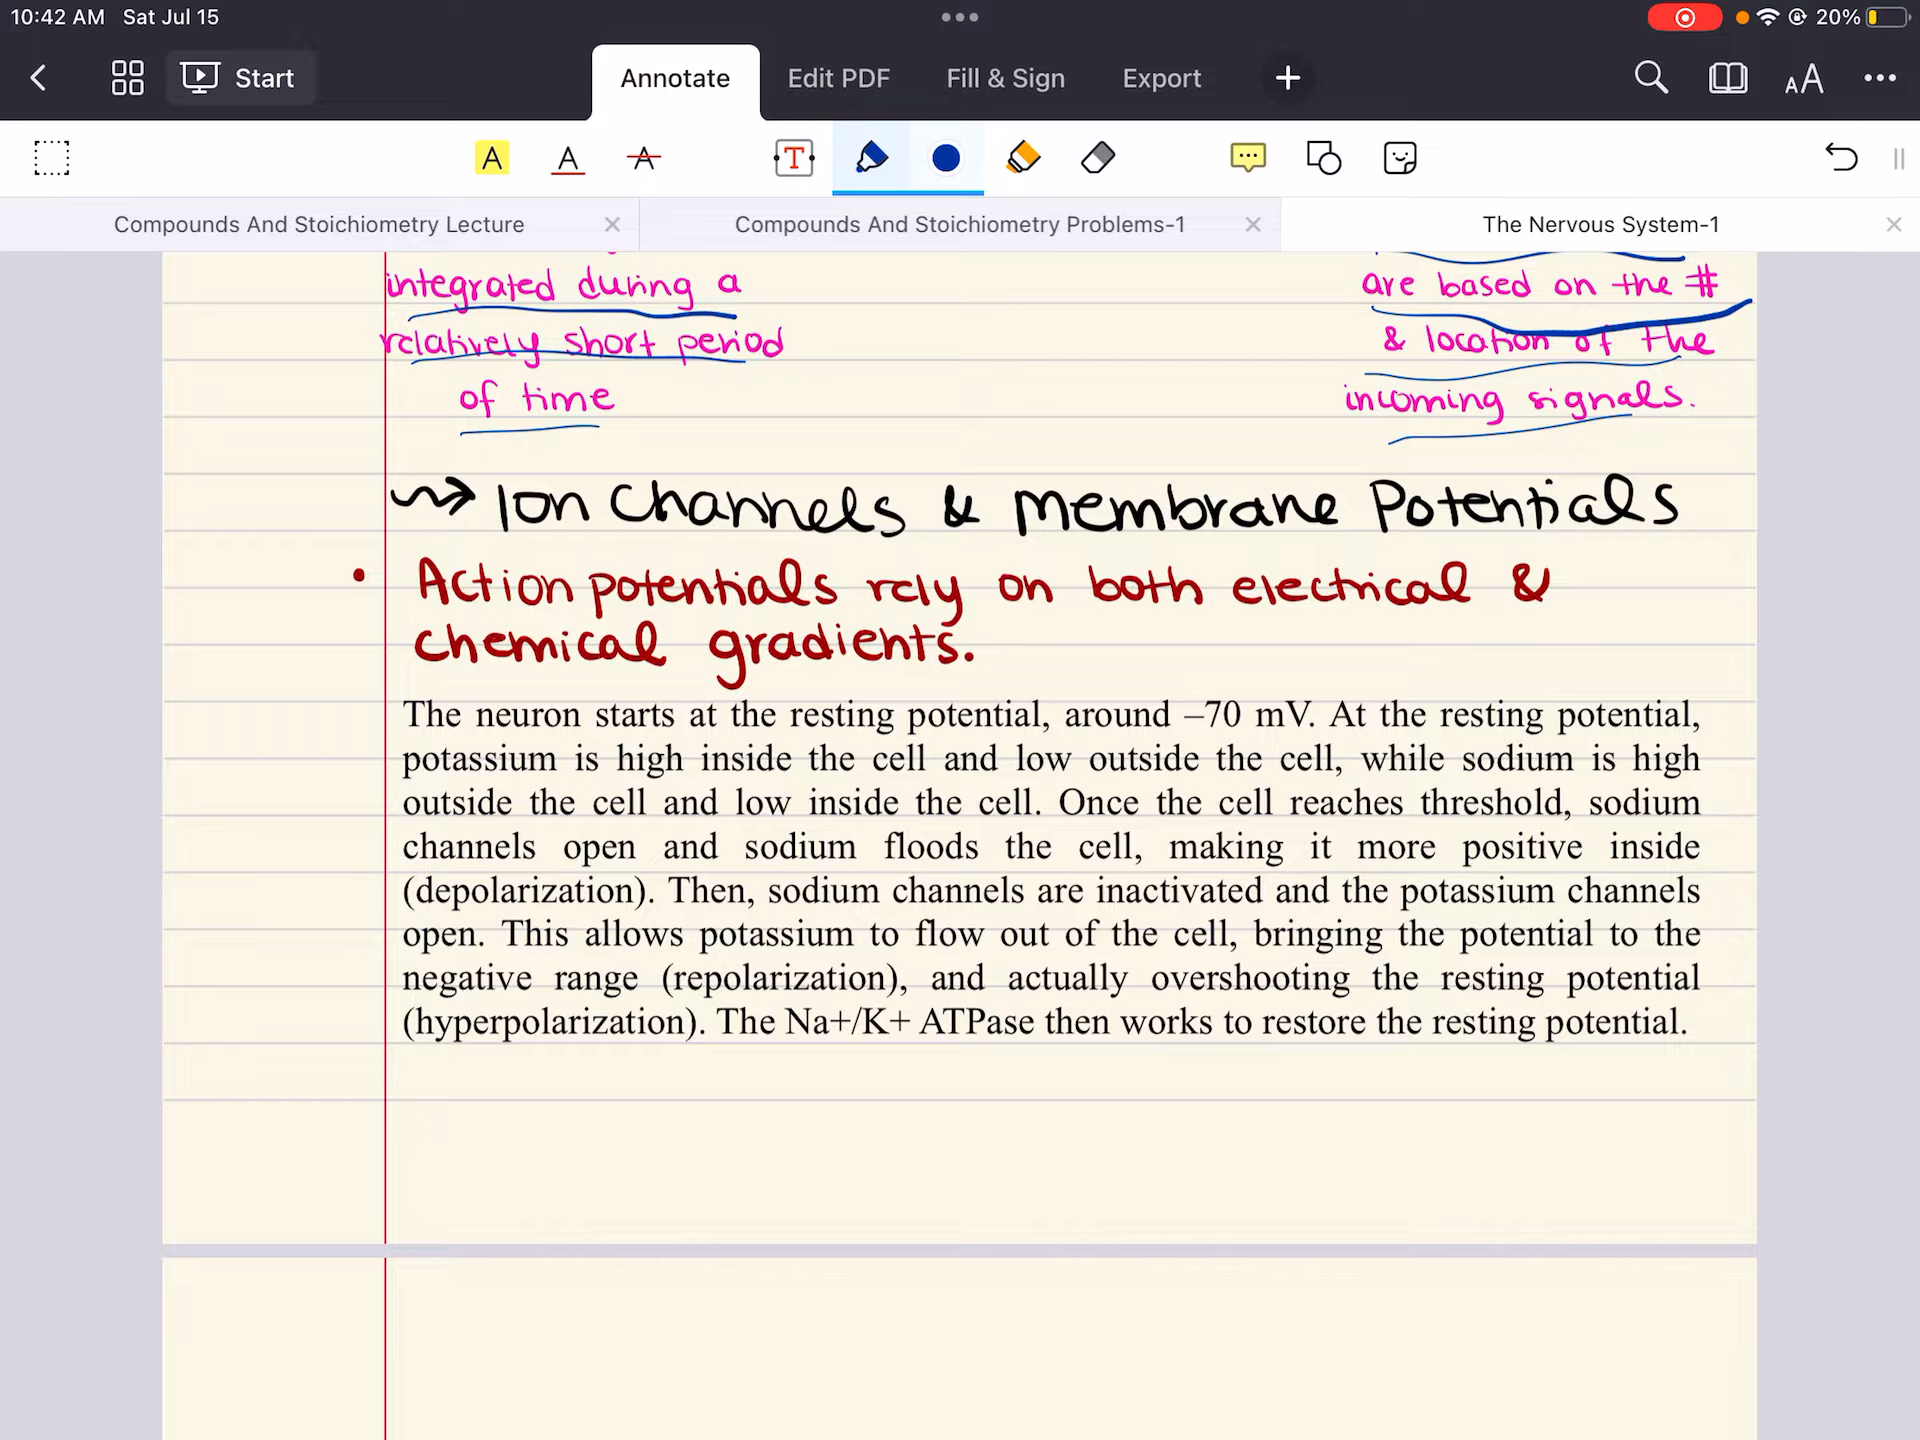 10:42 AM Sat Jul 15
20%
Start
Annotate
Edit PDF
Fill & Sign
Export
AA
A A A T
Compounds And Stoichiometry Lecture
Compounds And Stoichiometry Problems-1
The Nervous System-1
integrated during a
relatively short period
of time
are based on the #
& location of the
incoming signals.
Ion Channels & Membrane Potentials
• Action potentials rely on both electrical &
chemical gradients.
The neuron starts at the resting potential, around –70 mV. At the resting potential,
potassium is high inside the cell and low outside the cell, while sodium is high
outside the cell and low inside the cell. Once the cell reaches threshold, sodium
channels open and sodium floods the cell, making it more positive inside
(depolarization). Then, sodium channels are inactivated and the potassium channels
open. This allows potassium to flow out of the cell, bringing the potential to the
negative range (repolarization), and actually overshooting the resting potential
(hyperpolarization). The Na+/K+ ATPase then works to restore the resting potential.